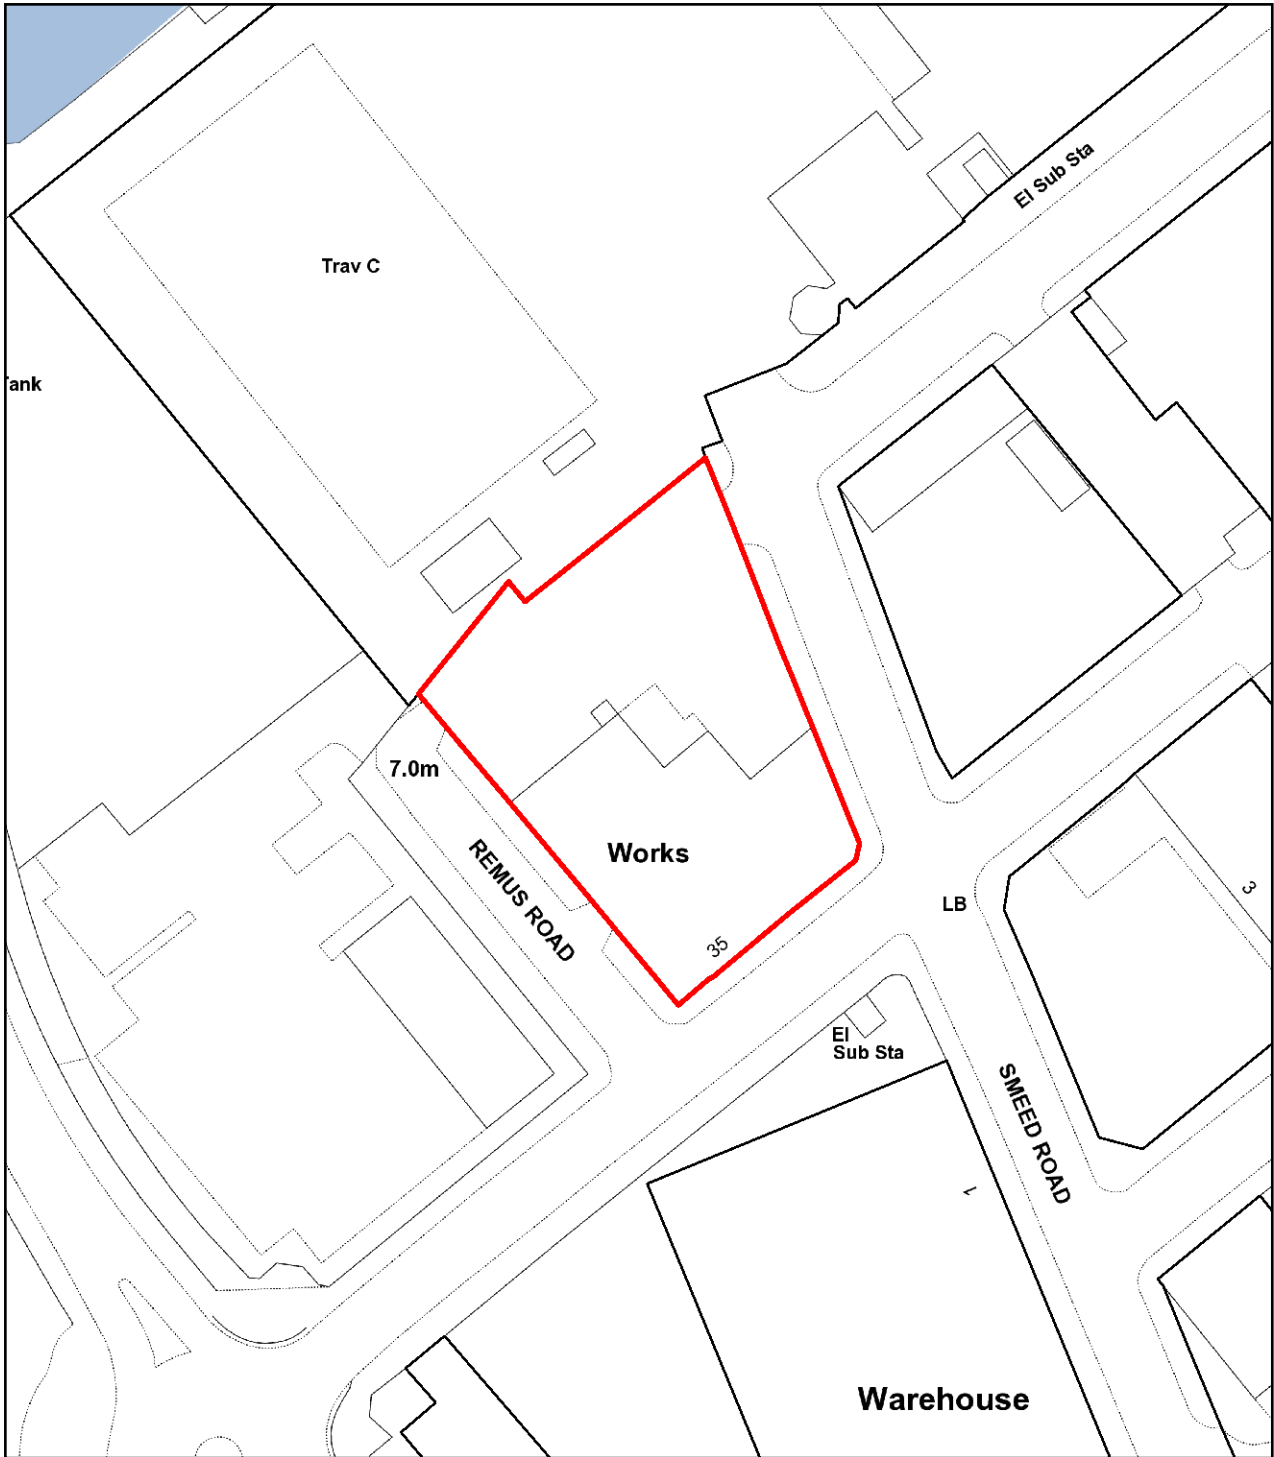 El Sub Sta
Trav C
ank
7.0m
REMUS ROAD
Works
35
LB
3
El
Sub Sta
SMEED ROAD
1
Warehouse